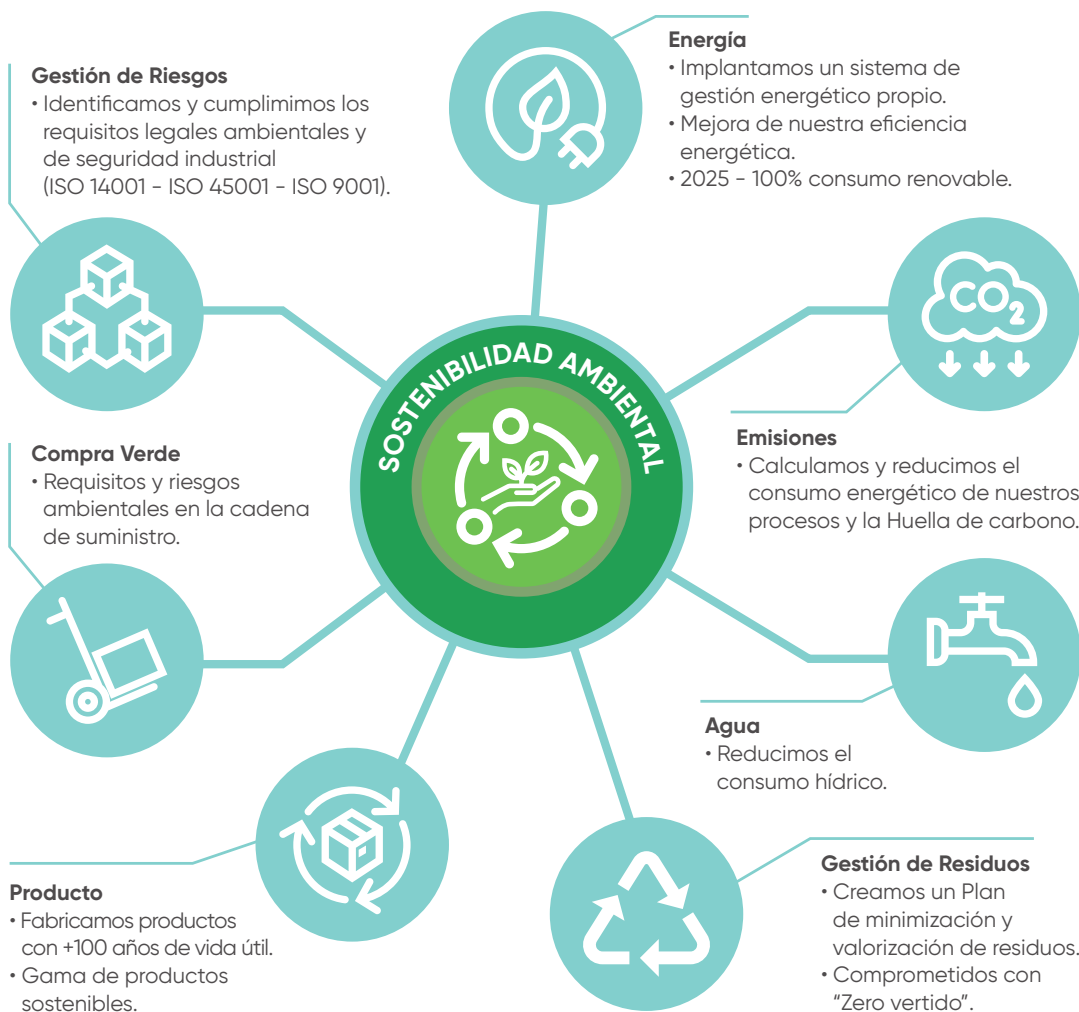 Gestión de Riesgos
• Identificamos y cumplimimos los
requisitos legales ambientales y
de seguridad industrial
(ISO 14001 - ISO 45001 - ISO 9001).
Energía
• Implantamos un sistema de
gestión energético propio.
• Mejora de nuestra eficiencia
energética.
• 2025 - 100% consumo renovable.
CO2
SOSTENIBILIDAD AMBIENTAL
Compra Verde
• Requisitos y riesgos
ambientales en la cadena
de suministro.
Emisiones
• Calculamos y reducimos el
consumo energético de nuestros
procesos y la Huella de carbono.
Agua
• Reducimos el
consumo hídrico.
Producto
• Fabricamos productos
con +100 años de vida útil.
• Gama de productos
sostenibles.
Gestión de Residuos
• Creamos un Plan
de minimización y
valorización de residuos.
• Comprometidos con
“Zero vertido”.